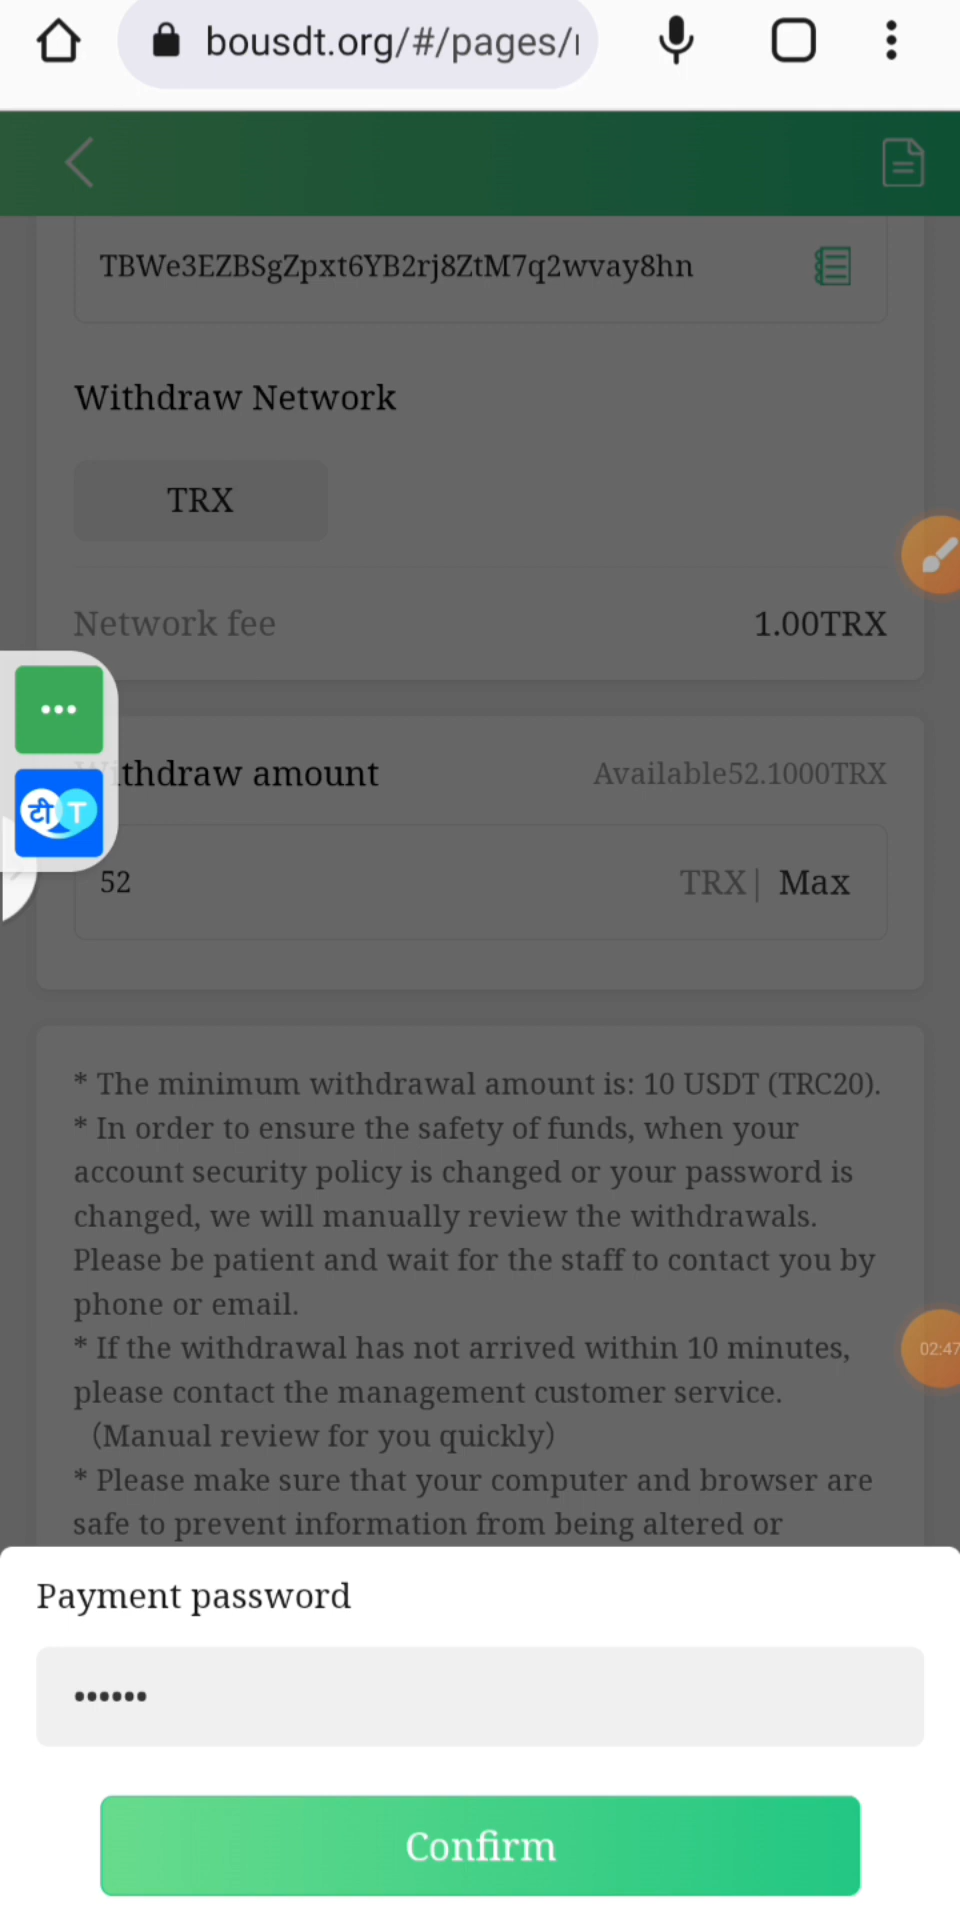 bousdt.org/#/pages/
TBWe3EZBSgZpxt6YB2rj8ZtM7q2wvay8hn
Withdraw Network
TRX
Network fee 1.00TRX
ithdraw amount Available52.1000TRX
टी T
52 TRX| Max
* The minimum withdrawal amount is: 10 USDT (TRC20).
* In order to ensure the safety of funds, when your
account security policy is changed or your password is
changed, we will manually review the withdrawals.
Please be patient and wait for the staff to contact you by
phone or email.
* If the withdrawal has not arrived within 10 minutes,
please contact the management customer service.
（Manual review for you quickly）
* Please make sure that your computer and browser are
safe to prevent information from being altered or
02:47
Payment password
••••••
Confirm